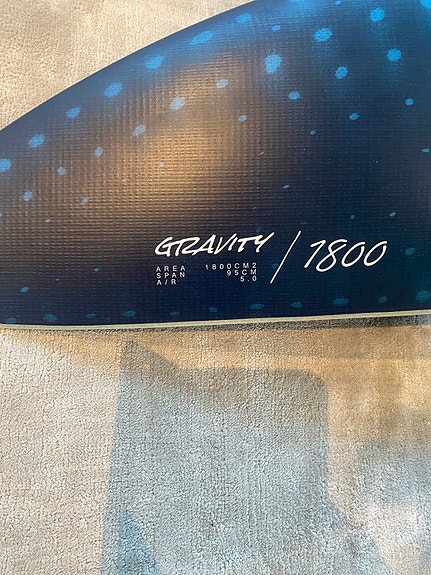 GRAVITY / 1800
AREA 1800CM2
SPAN 95CM
A/R 5.0